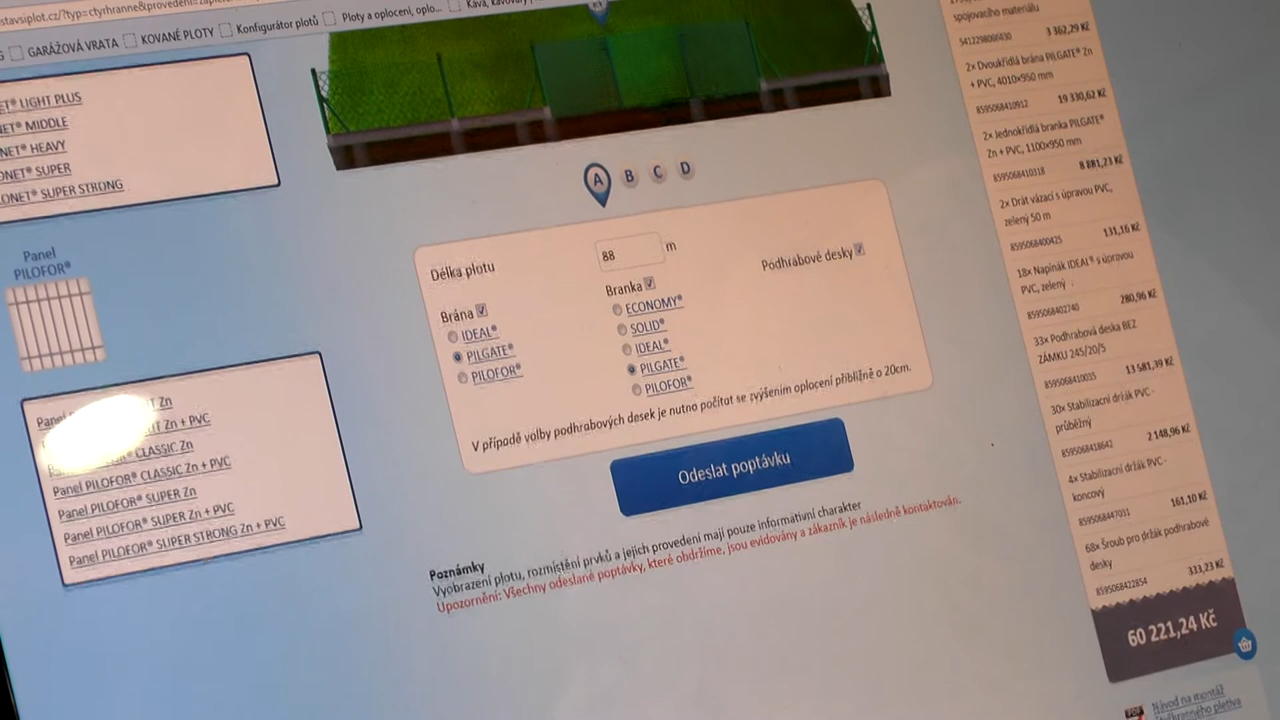 stavsiplot.cz/?typ=ctyrhranne&provedeni=
GARÁŽOVÁ VRATA
KOVANÉ PLOTY
Konfigurátor plotů
Ploty a oplocení, oplo...
ET® LIGHT PLUS
NET® MIDDLE
NET® HEAVY
ONET® SUPER
ONET® SUPER STRONG
Panel
PILOFOR®
Zn
Zn + PVC
CLASSIC Zn
Panel PILOFOR® CLASSIC Zn + PVC
Panel PILOFOR® SUPER Zn
Panel PILOFOR® SUPER Zn + PVC
Panel PILOFOR® SUPER STRONG Zn + PVC
A B C D
Délka plotu 88 m
Podhrabové desky
Brána
IDEAL®
PILGATE®
PILOFOR®
Branka
ECONOMY®
SOLID®
IDEAL®
PILGATE®
PILOFOR®
V případě volby podhrabových desek je nutno počítat se zvýšením oplocení přibližně o 20cm.
Odeslat poptávku
Poznámky
Vyobrazení plotu, rozmístění prvků a jejich provedení mají pouze informativní charakter
Upozornění: Všechny odeslané poptávky, které obdržíme, jsou evidovány a zákazník je následně kontaktován.
spojovacího materiálu
5412298006430 3 362,29 Kč
2x Dvoukřídlá brána PILGATE® Zn
+ PVC, 4010×950 mm
8595068410912 19 330,62 Kč
2x Jednokřídlá branka PILGATE®
Zn + PVC, 1100×950 mm
8595068410318 8 881,23 Kč
2x Drát vázací s úpravou PVC,
zelený 50 m
8595068400425 131,16 Kč
18x Napínák IDEAL® s úpravou
PVC, zelený
8595068402740 280,96 Kč
33x Podhrabová deska BEZ
ZÁMKU 245/20/5
8595068410035 13 581,39 Kč
30x Stabilizacní držák PVC -
průběžný
8595068418642 2 148,96 Kč
4x Stabilizacní držák PVC -
koncový
8595068447031 161,10 Kč
68x Šroub pro držák podhrabové
desky
8595068422854 333,23 Kč
60 221,24 Kč
PDF
Návod na montáž
pletiva